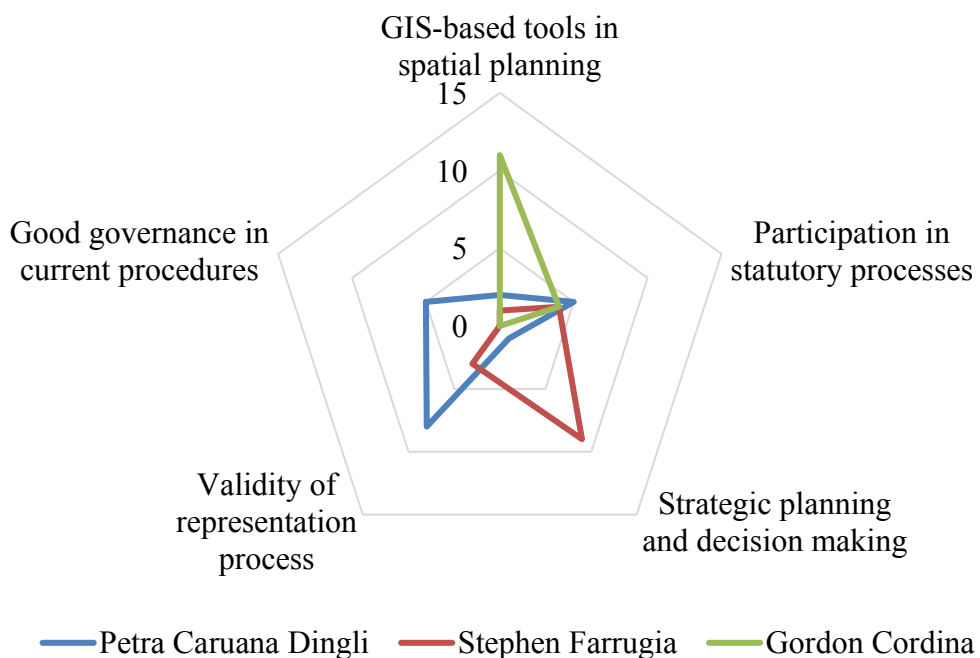 GIS-based tools in
spatial planning
15
10
5
0
Participation in
statutory processes
Strategic planning
and decision making
Validity of
representation
process
Good governance in
current procedures
Petra Caruana Dingli
Stephen Farrugia
Gordon Cordina